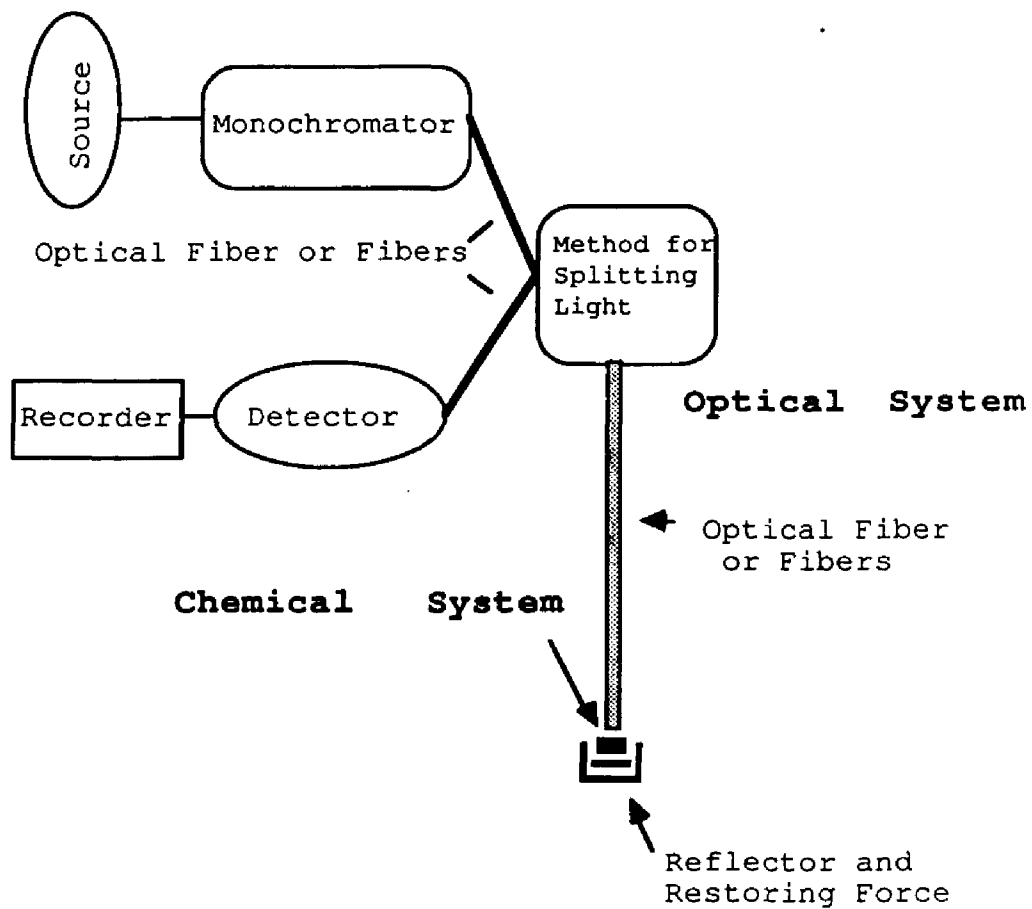 Source
Monochromator
Optical Fiber or Fibers
Method for
Splitting
Light
Recorder
Detector
Optical System
Optical Fiber
or Fibers
Chemical System
Reflector and
Restoring Force